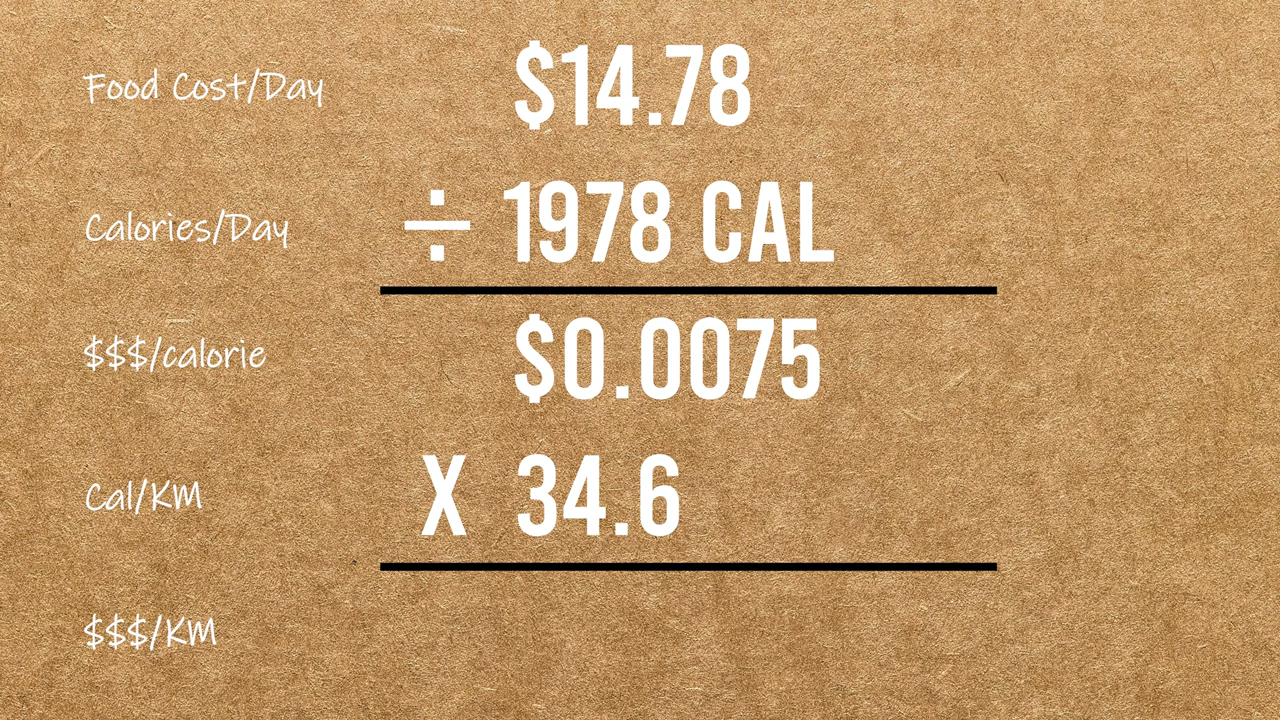 Food Cost/Day $14.78
Calories/Day ÷ 1978 CAL
$$$/calorie $0.0075
Cal/KM X 34.6
$$$/KM